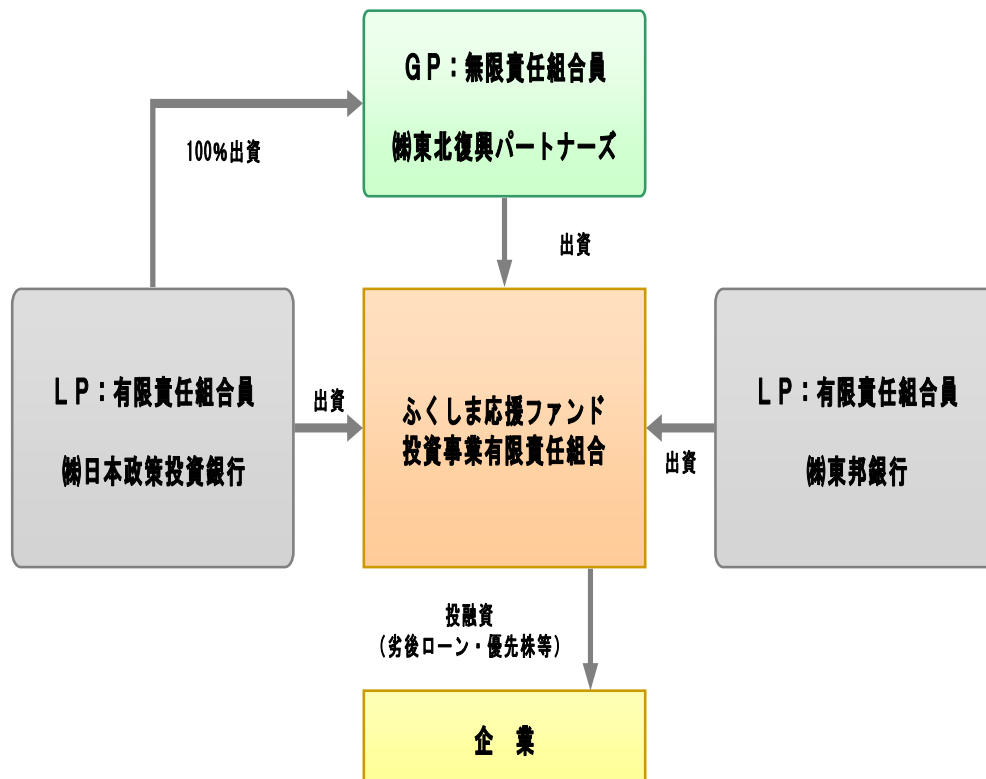 GP:無限責任組合員
㈱東北復興パートナーズ
100%出資
出資
LP:有限責任組合員
㈱日本政策投資銀行
出資
ふくしま応援ファンド
投資事業有限責任組合
出資
LP:有限責任組合員
㈱東邦銀行
投融資
(劣後ローン・優先株等)
企 業